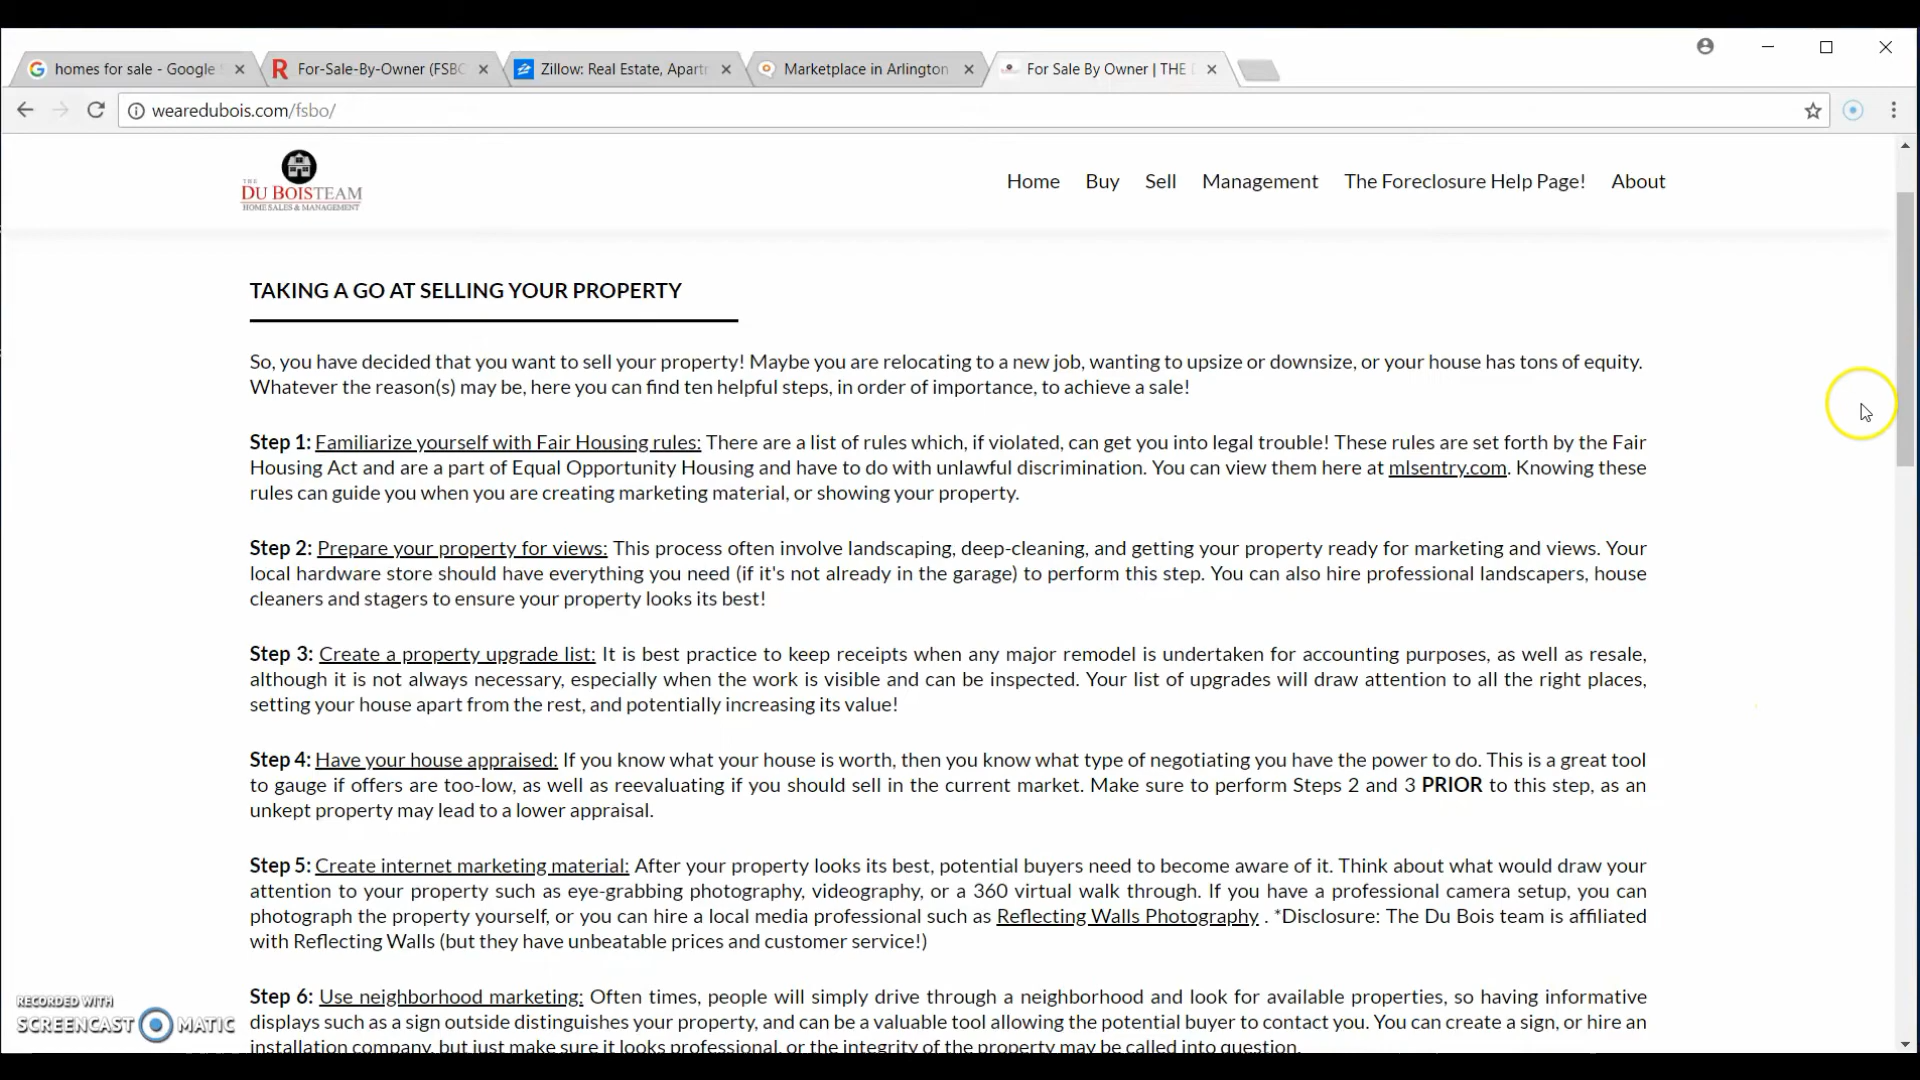 homes for sale - Google
For-Sale-By-Owner (FSBO
Zillow: Real Estate, Apartr
Marketplace in Arlington
For Sale By Owner | THE D
wearedubois.com/fsbo/
THE
DU BOIS TEAM
HOME SALES & MANAGEMENT
Home Buy Sell Management The Foreclosure Help Page! About
TAKING A GO AT SELLING YOUR PROPERTY
So, you have decided that you want to sell your property! Maybe you are relocating to a new job, wanting to upsize or downsize, or your house has tons of equity.
Whatever the reason(s) may be, here you can find ten helpful steps, in order of importance, to achieve a sale!
Step 1: Familiarize yourself with Fair Housing rules: There are a list of rules which, if violated, can get you into legal trouble! These rules are set forth by the Fair
Housing Act and are a part of Equal Opportunity Housing and have to do with unlawful discrimination. You can view them here at mlsentry.com. Knowing these
rules can guide you when you are creating marketing material, or showing your property.
Step 2: Prepare your property for views: This process often involve landscaping, deep-cleaning, and getting your property ready for marketing and views. Your
local hardware store should have everything you need (if it's not already in the garage) to perform this step. You can also hire professional landscapers, house
cleaners and stagers to ensure your property looks its best!
Step 3: Create a property upgrade list: It is best practice to keep receipts when any major remodel is undertaken for accounting purposes, as well as resale,
although it is not always necessary, especially when the work is visible and can be inspected. Your list of upgrades will draw attention to all the right places,
setting your house apart from the rest, and potentially increasing its value!
Step 4: Have your house appraised: If you know what your house is worth, then you know what type of negotiating you have the power to do. This is a great tool
to gauge if offers are too-low, as well as reevaluating if you should sell in the current market. Make sure to perform Steps 2 and 3 PRIOR to this step, as an
unkept property may lead to a lower appraisal.
Step 5: Create internet marketing material: After your property looks its best, potential buyers need to become aware of it. Think about what would draw your
attention to your property such as eye-grabbing photography, videography, or a 360 virtual walk through. If you have a professional camera setup, you can
photograph the property yourself, or you can hire a local media professional such as Reflecting Walls Photography . *Disclosure: The Du Bois team is affiliated
with Reflecting Walls (but they have unbeatable prices and customer service!)
Step 6: Use neighborhood marketing: Often times, people will simply drive through a neighborhood and look for available properties, so having informative
displays such as a sign outside distinguishes your property, and can be a valuable tool allowing the potential buyer to contact you. You can create a sign, or hire an
installation company, but just make sure it looks professional, or the integrity of the property may be called into question.
RECORDED WITH
SCREENCAST MATIC